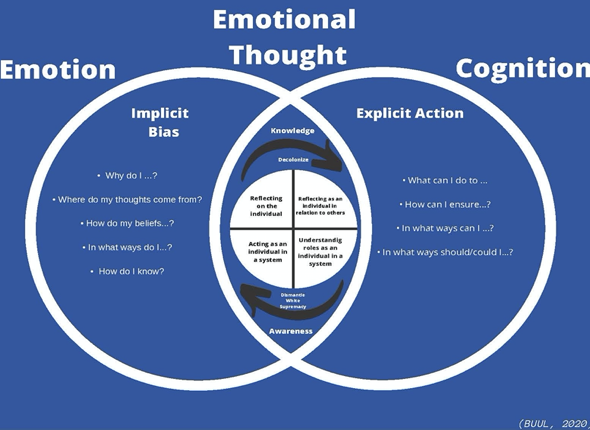 Emotional
Thought
Emotion
Cognition
Implicit
Bias
• Why do I ...?
• Where do my thoughts come from?
• How do my beliefs...?
• In what ways do I...?
• How do I know?
Knowledge
Decolonize
Reflecting
on the
individual
Reflecting as an
individual in
relation to others
Acting as an
individual in
a system
Understandig
roles as an
individual in a
system
Dismantle
White
Supremacy
Awareness
Explicit Action
• What can I do to ...
• How can I ensure...?
• In what ways can I ...?
• In what ways should/could I...?
(BUUL, 2020)